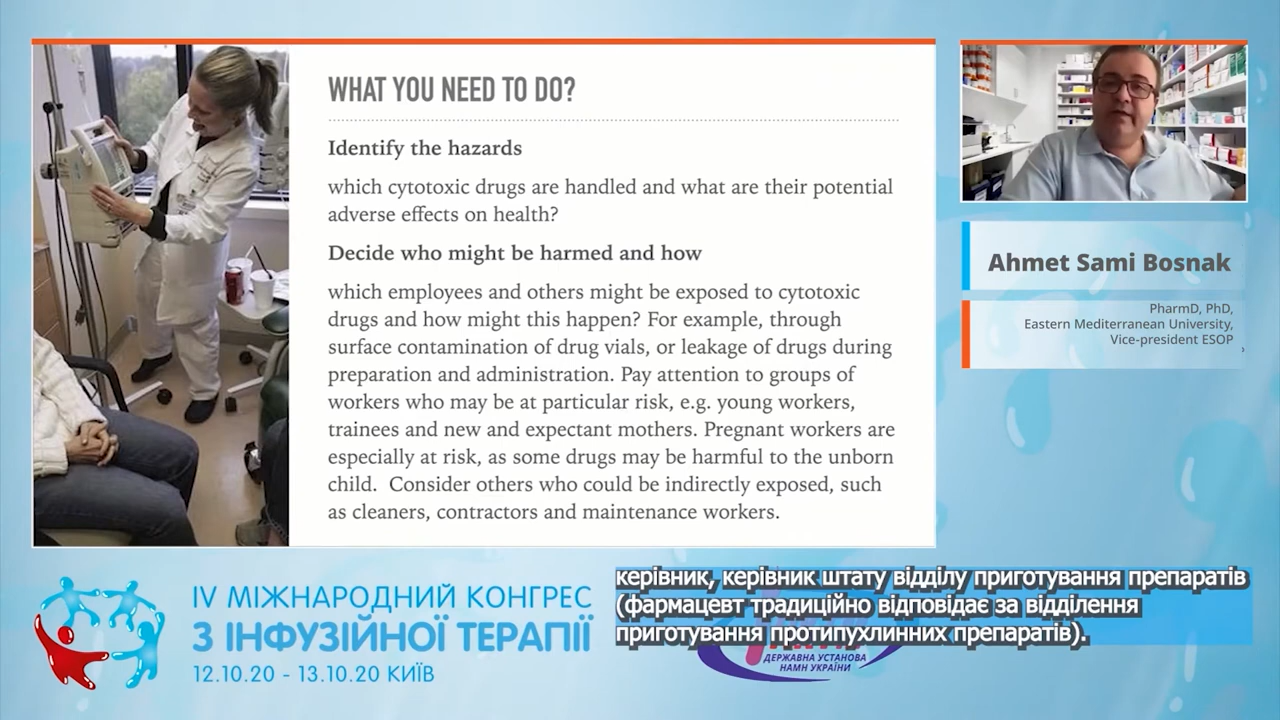 WHAT YOU NEED TO DO?
Identify the hazards
which cytotoxic drugs are handled and what are their potential
adverse effects on health?
Decide who might be harmed and how
which employees and others might be exposed to cytotoxic
drugs and how might this happen? For example, through
surface contamination of drug vials, or leakage of drugs during
preparation and administration. Pay attention to groups of
workers who may be at particular risk, e.g. young workers,
trainees and new and expectant mothers. Pregnant workers are
especially at risk, as some drugs may be harmful to the unborn
child. Consider others who could be indirectly exposed, such
as cleaners, contractors and maintenance workers.
Ahmet Sami Bosnak
PharmD, PhD,
Eastern Mediterranean University,
Vice-president ESOP
IV МІЖНАРОДНИЙ КОНГРЕС
З ІНФУЗІЙНОЇ ТЕРАПІЇ
12.10.20 - 13.10.20 КИЇВ
керівник, керівник штату відділу приготування препаратів
(фармацевт традиційно відповідає за відділення
приготування протипухлинних препаратів).
ДЕРЖАВНА УСТАНОВА
НАМН УКРАЇНИ